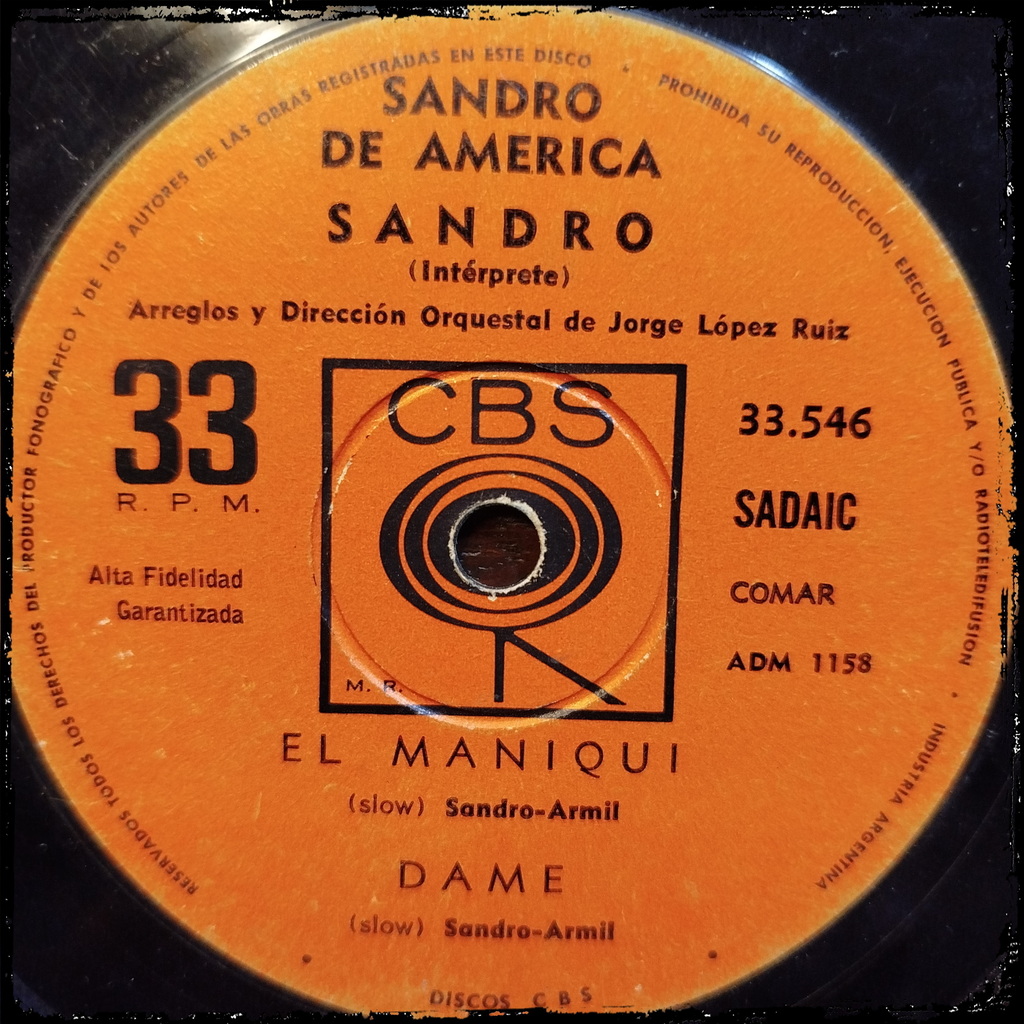 RESERVADOS TODOS LOS DERECHOS DEL PRODUCTOR FONOGRAFICO Y DE LOS AUTORES DE LAS OBRAS REGISTRADAS EN ESTE DISCO • PROHIBIDA SU REPRODUCCION, EJECUCION PUBLICA Y/O RADIOTELEDIFUSION • INDUSTRIA ARGENTINA
SANDRO
DE AMERICA
SANDRO
(Intérprete)
Arreglos y Dirección Orquestal de Jorge López Ruiz
33
R. P. M.
Alta Fidelidad
Garantizada
CBS
M. R.
33.546
SADAIC
COMAR
ADM 1158
EL MANIQUI
(slow) Sandro-Armil
DAME
(slow) Sandro-Armil
DISCOS CBS